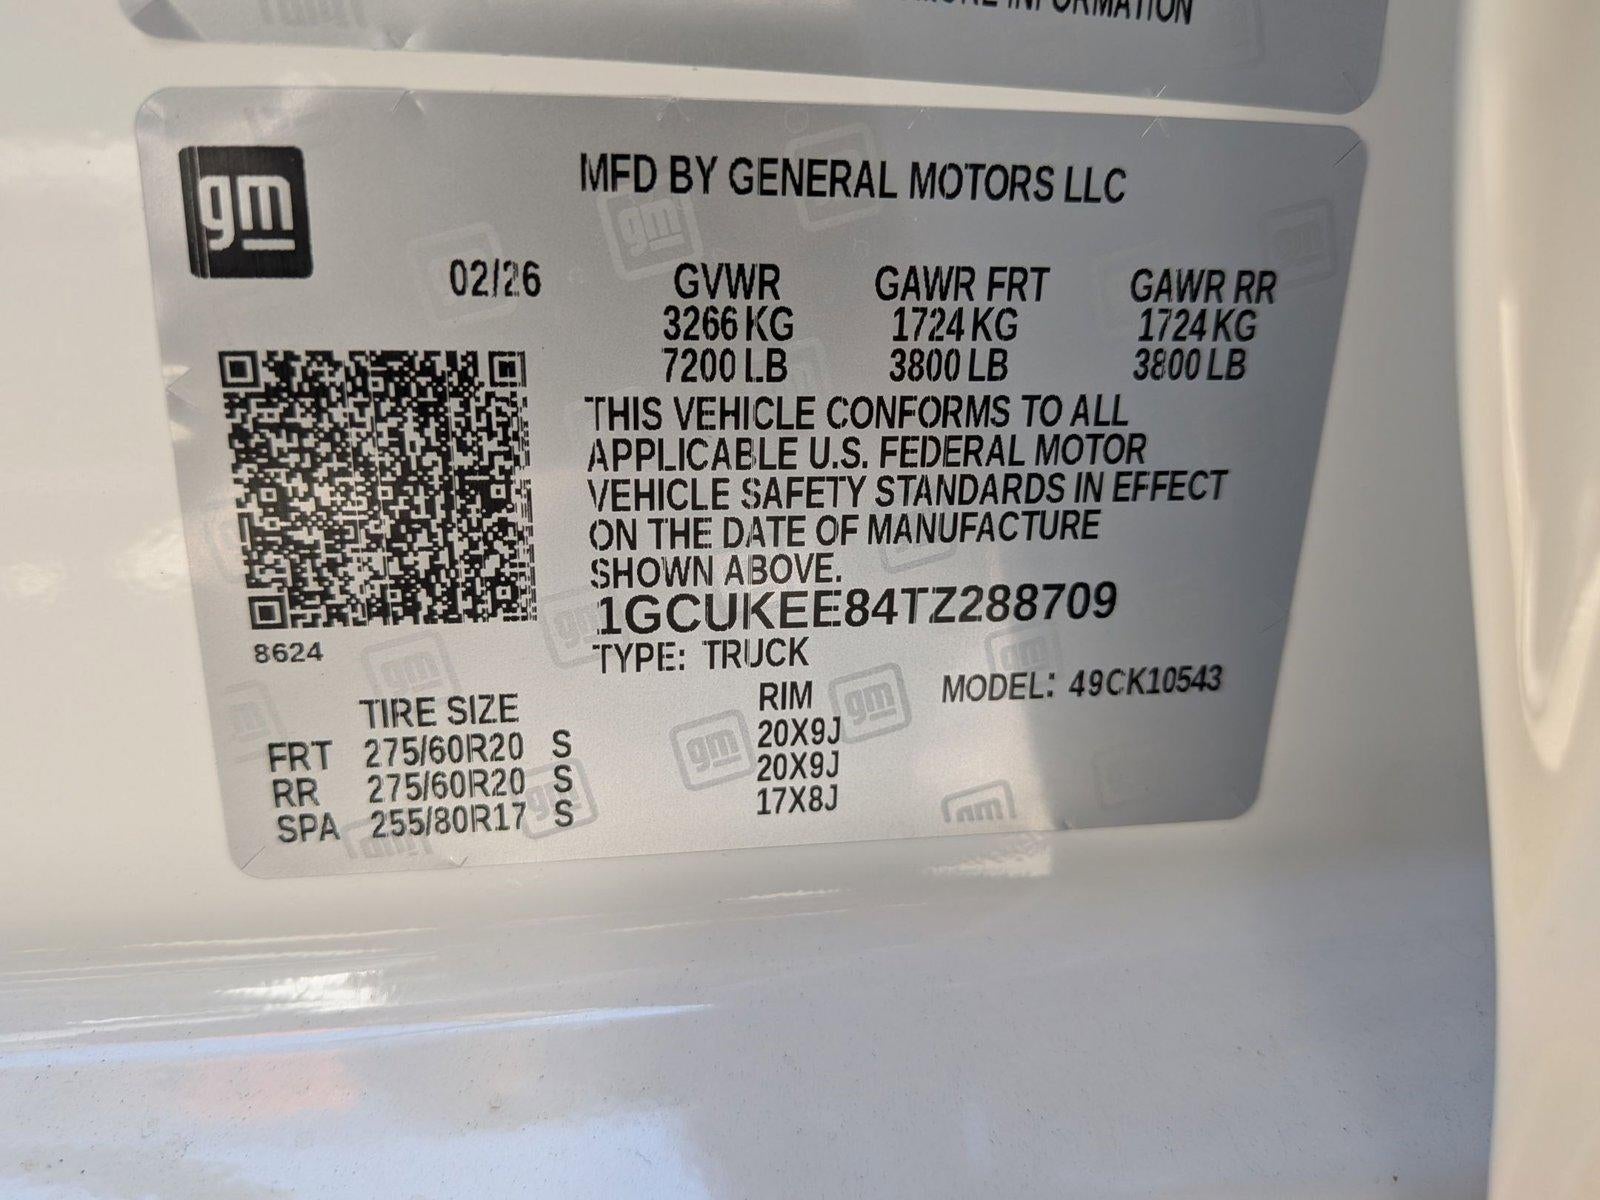 MORE INFORMATION
gm
MFD BY GENERAL MOTORS LLC
02/26
GVWR GAWR FRT GAWR RR
3266 KG 1724 KG 1724 KG
7200 LB 3800 LB 3800 LB
THIS VEHICLE CONFORMS TO ALL
APPLICABLE U.S. FEDERAL MOTOR
VEHICLE SAFETY STANDARDS IN EFFECT
ON THE DATE OF MANUFACTURE
SHOWN ABOVE.
1GCUKEE84TZ288709
8624
TYPE: TRUCK
MODEL: 49CK10543
TIRE SIZE RIM
FRT 275/60R20 S 20X9J
RR 275/60R20 S 20X9J
SPA 255/80R17 S 17X8J